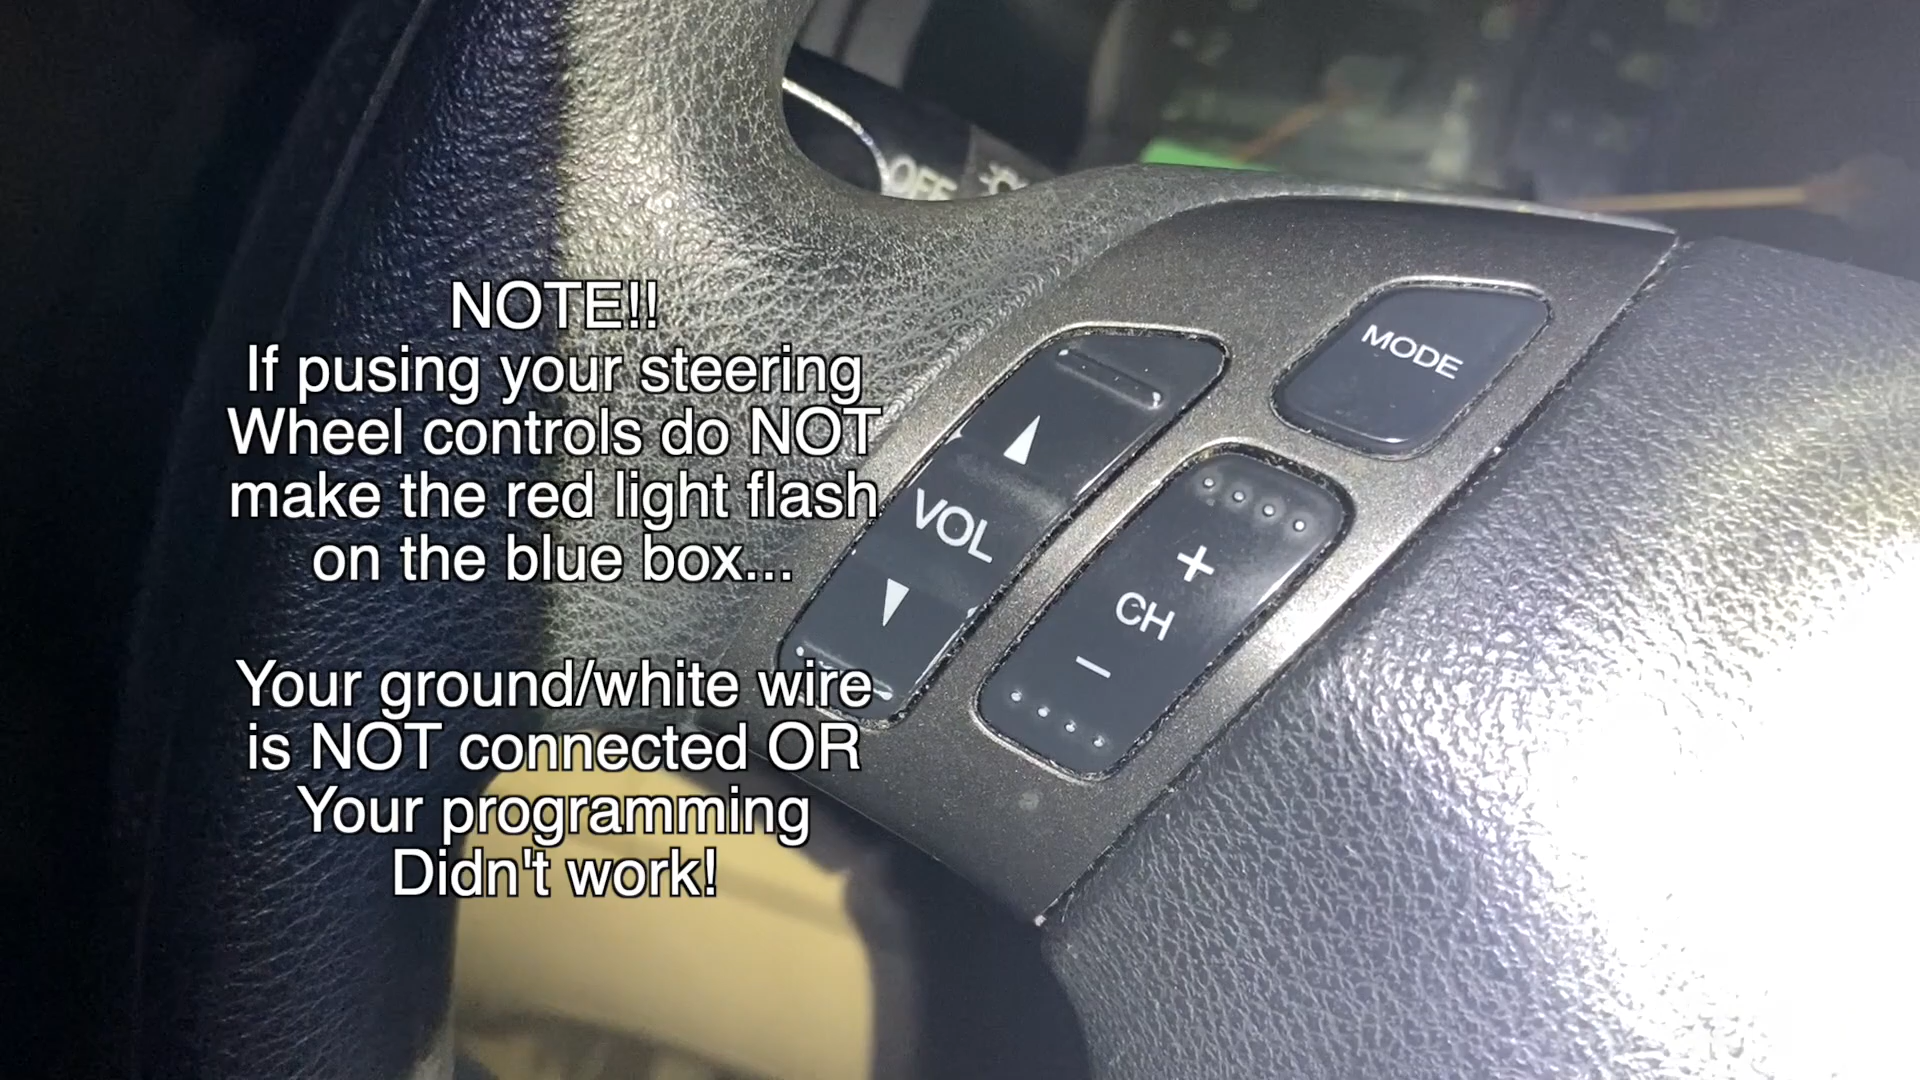 NOTE!!
If pusing your steering
Wheel controls do NOT
make the red light flash
on the blue box...
Your ground/white wire
is NOT connected OR
Your programming
Didn't work!
OFF
MODE
VOL
+
CH
−